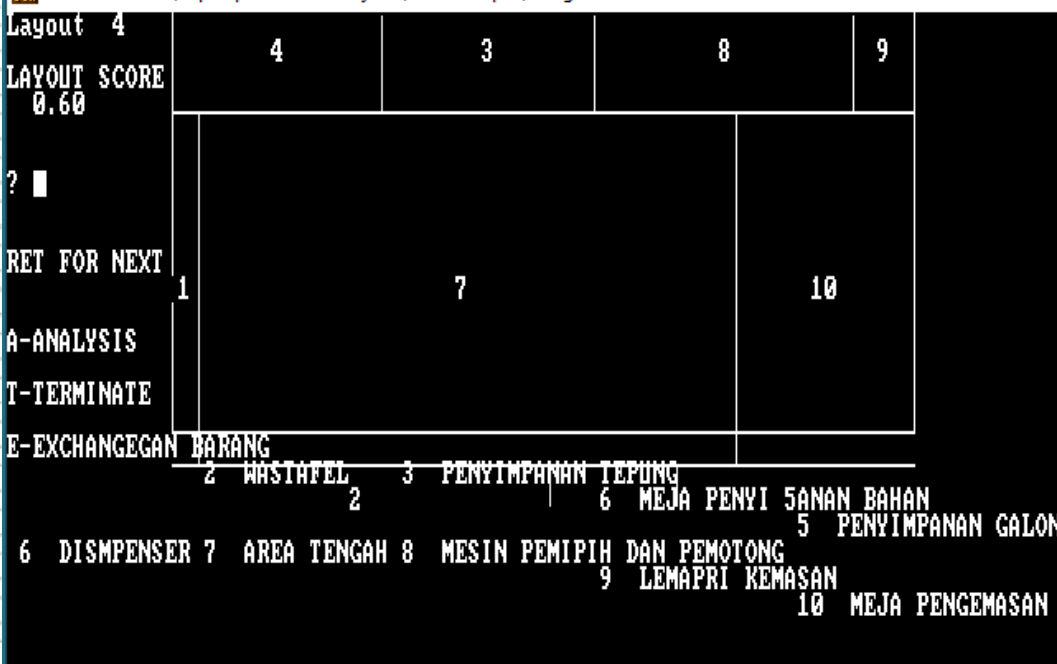 Layout 4
4 3 8 9
LAYOUT SCORE
0.60
?
RET FOR NEXT
1 7 10
A-ANALYSIS
T-TERMINATE
E-EXCHANGEGAN BARANG
2 WASTAFEL 3 PENYIMPANAN TEPUNG
2 6 MEJA PENYI 5ANAN BAHAN
5 PENYIMPANAN GALON
6 DISMPENSER 7 AREA TENGAH 8 MESIN PEMIPIH DAN PEMOTONG
9 LEMAPRI KEMASAN
10 MEJA PENGEMASAN